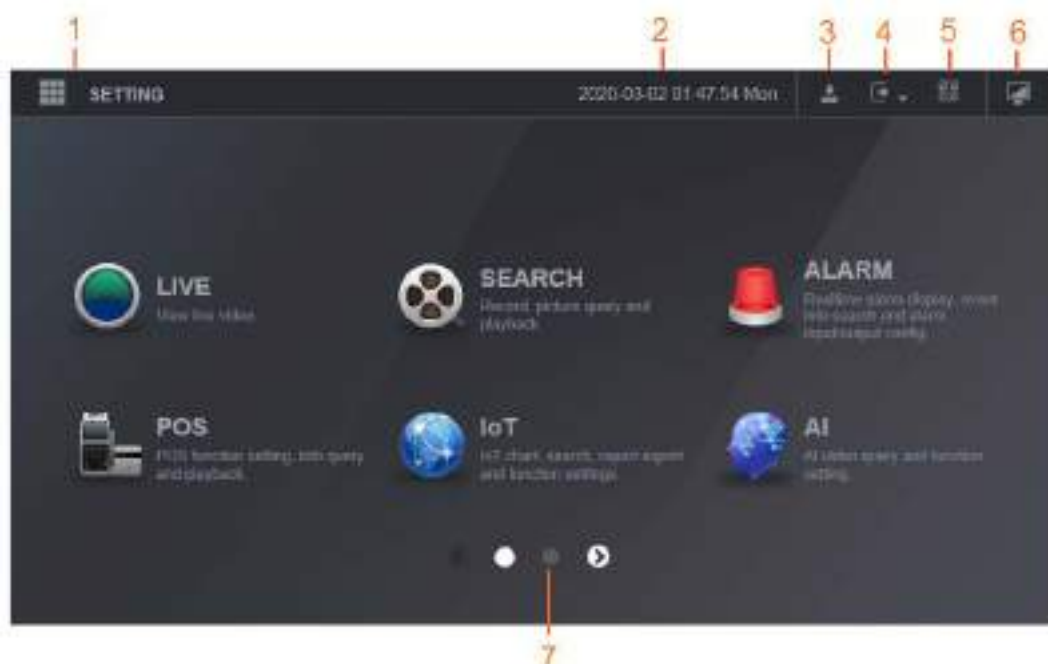 1
2
3
4
5
6
SETTING
2020-03-02 01:47:54 Mon
LIVE
View live video.
SEARCH
Record, picture query and
playback.
ALARM
Realtime alarm display, event
info search and alarm
input/output config.
POS
POS function setting, info query
and playback.
IoT
IoT chart, search, report export
and function settings.
AI
AI video query and function
setting.
7